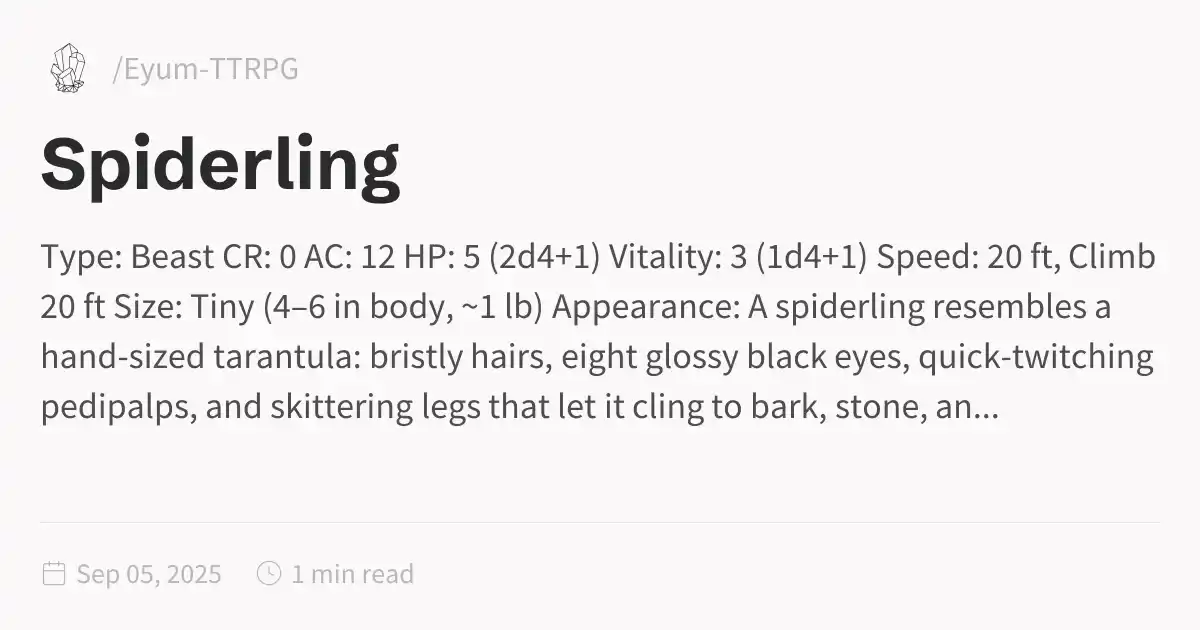 /Eyum-TTRPG
Spiderling
Type: Beast CR: 0 AC: 12 HP: 5 (2d4+1) Vitality: 3 (1d4+1) Speed: 20 ft, Climb
20 ft Size: Tiny (4–6 in body, ~1 lb) Appearance: A spiderling resembles a
hand-sized tarantula: bristly hairs, eight glossy black eyes, quick-twitching
pedipalps, and skittering legs that let it cling to bark, stone, an...
Sep 05, 2025 1 min read